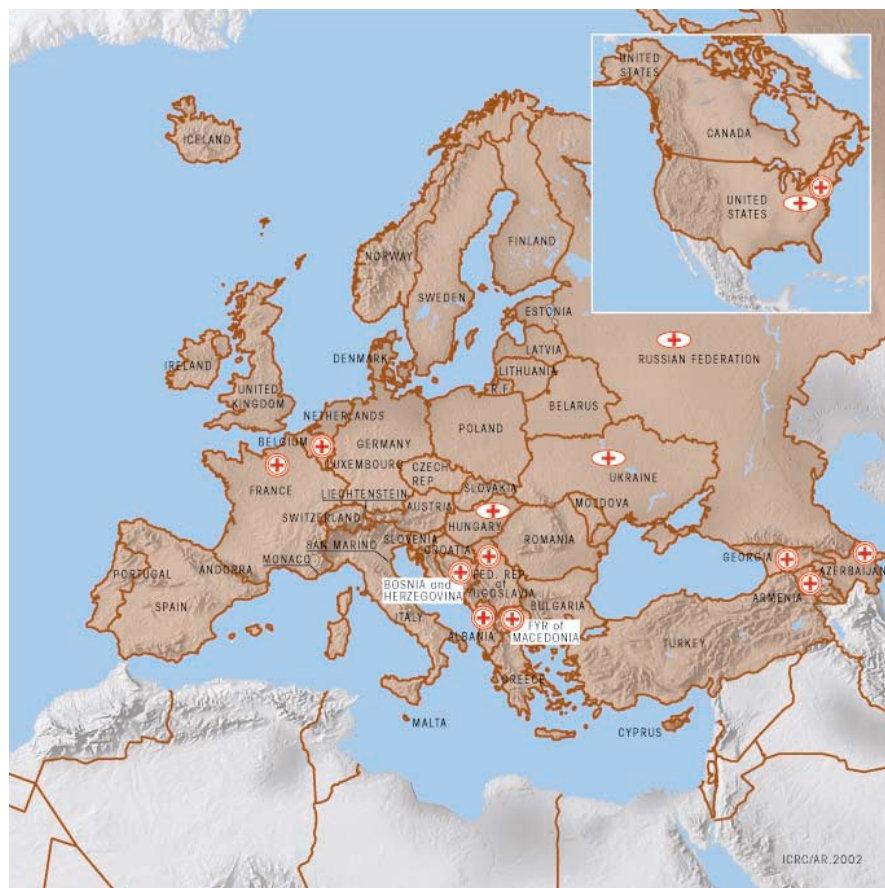 UNITED
STATES
CANADA
UNITED
STATES
ICELAND
FINLAND
NORWAY
SWEDEN
ESTONIA
RUSSIAN FEDERATION
LATVIA
DENMARK
IRELAND
LITHUANIA
R.F.
UNITED
KINGDOM
BELARUS
NETHERLANDS
POLAND
BELGIUM
GERMANY
LUXEMBOURG
CZECH
REP.
UKRAINE
FRANCE
SLOVAKIA
LIECHTENSTEIN
AUSTRIA
MOLDOVA
SWITZERLAND
HUNGARY
ROMANIA
SLOVENIA
SAN MARINO
CROATIA
MONACO
GEORGIA
AZERBAIJAN
PORTUGAL
ANDORRA
FED. REP.
of
YUGOSLAVIA
BOSNIA and
HERZEGOVINA
ARMENIA
SPAIN
BULGARIA
ITALY
FYR of
MACEDONIA
ALBANIA
TURKEY
GREECE
MALTA
CYPRUS
ICRC/AR.2002